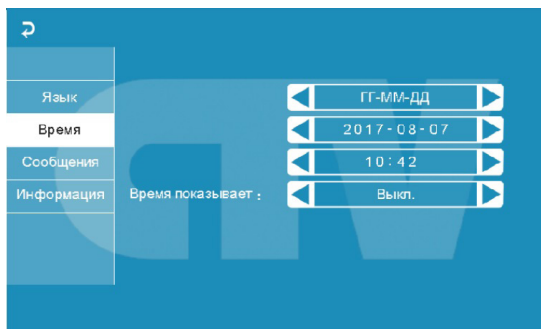 Язык
Время
Сообщения
Информация
ГГ-ММ-ДД
2017-08-07
10:42
Время показывает : Выкл.